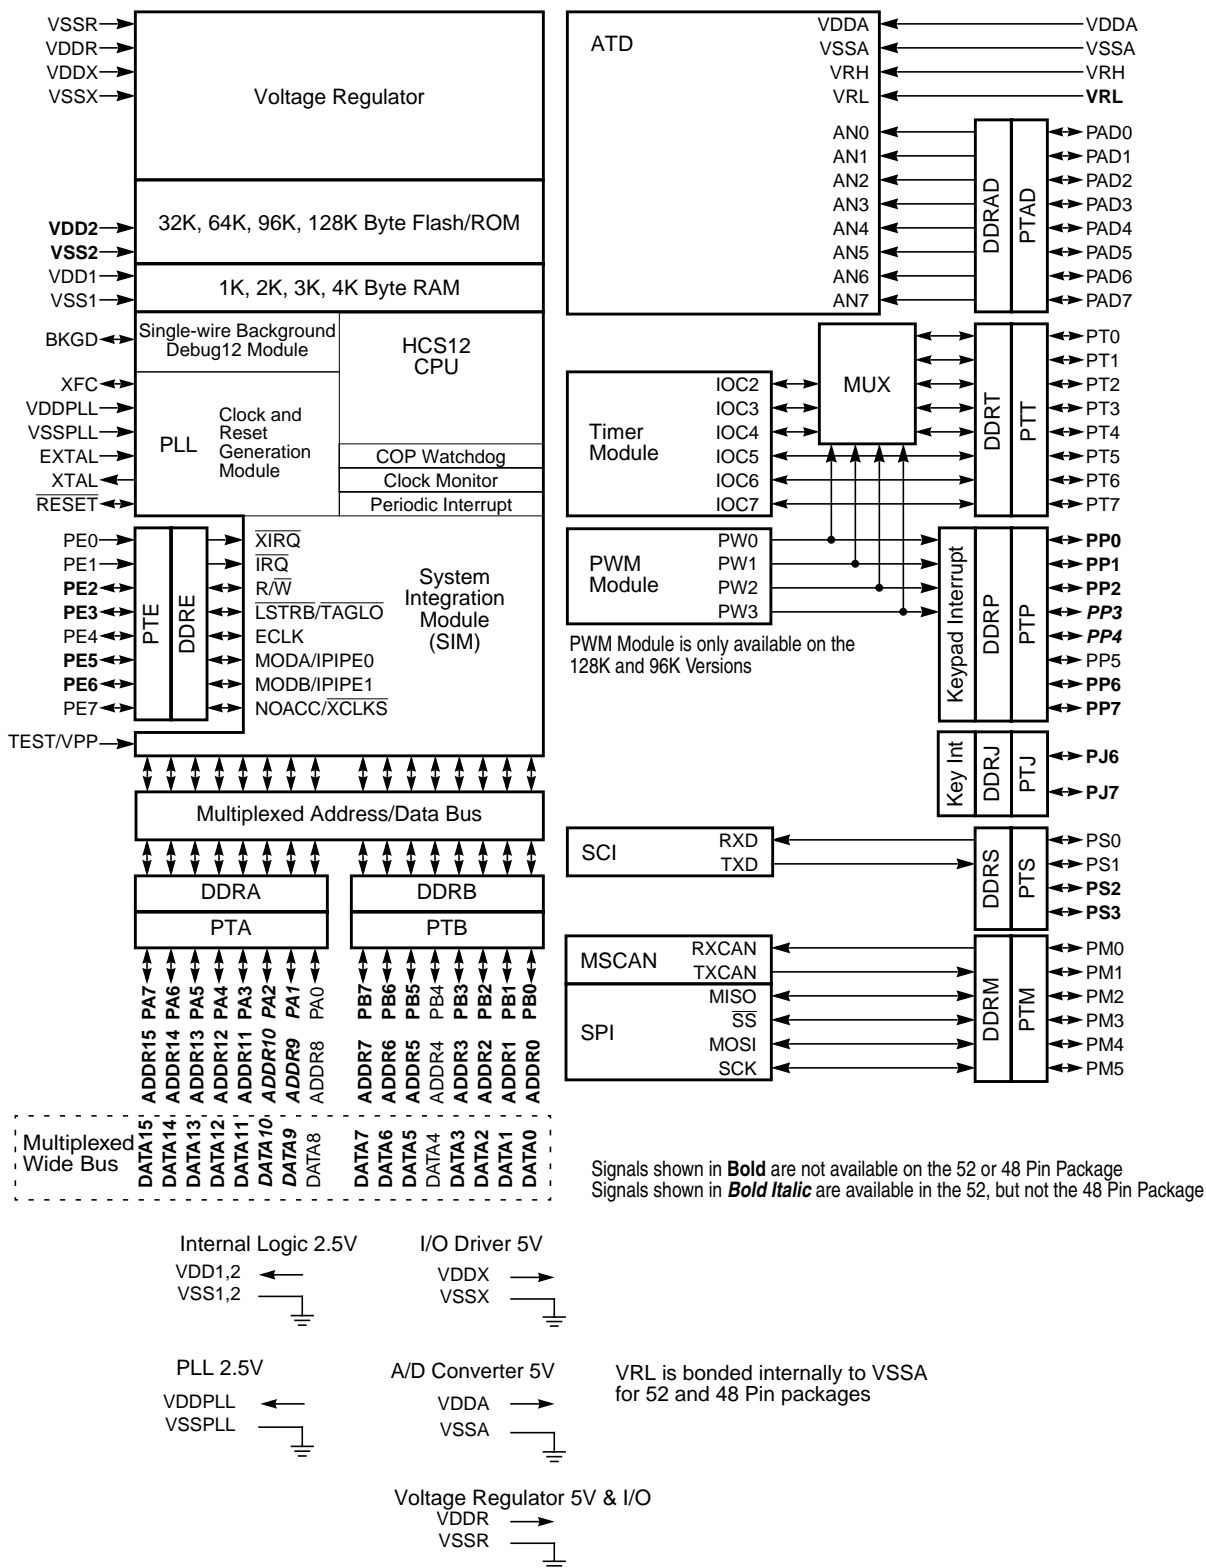 VSSR
VDDR
VDDX
VSSX
Voltage Regulator
32K, 64K, 96K, 128K Byte Flash/ROM
VDD2
VSS2
VDD1
VSS1
1K, 2K, 3K, 4K Byte RAM
BKGD
Single-wire Background
Debug12 Module
HCS12
CPU
XFC
VDDPLL
VSSPLL
EXTAL
XTAL
RESET
PLL
Clock and
Reset
Generation
Module
COP Watchdog
Clock Monitor
Periodic Interrupt
PE0
PE1
PE2
PE3
PE4
PE5
PE6
PE7
PTE
DDRE
XIRQ
IRQ
R/W
LSTRB/TAGLO
ECLK
MODA/IPIPE0
MODB/IPIPE1
NOACC/XCLKS
System
Integration
Module
(SIM)
TEST/VPP
Multiplexed Address/Data Bus
DDRA
DDRB
PTA
PTB
PA7
PA6
PA5
PA4
PA3
PA2
PA1
PA0
PB7
PB6
PB5
PB4
PB3
PB2
PB1
PB0
ADDR15
ADDR14
ADDR13
ADDR12
ADDR11
ADDR10
ADDR9
ADDR8
ADDR7
ADDR6
ADDR5
ADDR4
ADDR3
ADDR2
ADDR1
ADDR0
Multiplexed
Wide Bus
DATA15
DATA14
DATA13
DATA12
DATA11
DATA10
DATA9
DATA8
DATA7
DATA6
DATA5
DATA4
DATA3
DATA2
DATA1
DATA0
ATD
VDDA
VSSA
VRH
VRL
VDDA
VSSA
VRH
VRL
AN0
AN1
AN2
AN3
AN4
AN5
AN6
AN7
DDRAD
PTAD
PAD0
PAD1
PAD2
PAD3
PAD4
PAD5
PAD6
PAD7
Timer
Module
IOC2
IOC3
IOC4
IOC5
IOC6
IOC7
MUX
DDRT
PTT
PT0
PT1
PT2
PT3
PT4
PT5
PT6
PT7
PWM
Module
PW0
PW1
PW2
PW3
PWM Module is only available on the
128K and 96K Versions
Keypad Interrupt
DDRP
PTP
PP0
PP1
PP2
PP3
PP4
PP5
PP6
PP7
Key Int
DDRJ
PTJ
PJ6
PJ7
SCI
RXD
TXD
DDRS
PTS
PS0
PS1
PS2
PS3
MSCAN
RXCAN
TXCAN
SPI
MISO
SS
MOSI
SCK
DDRM
PTM
PM0
PM1
PM2
PM3
PM4
PM5
Signals shown in Bold are not available on the 52 or 48 Pin Package
Signals shown in Bold Italic are available in the 52, but not the 48 Pin Package
Internal Logic 2.5V
VDD1,2
VSS1,2
I/O Driver 5V
VDDX
VSSX
PLL 2.5V
VDDPLL
VSSPLL
A/D Converter 5V
VDDA
VSSA
VRL is bonded internally to VSSA
for 52 and 48 Pin packages
Voltage Regulator 5V & I/O
VDDR
VSSR